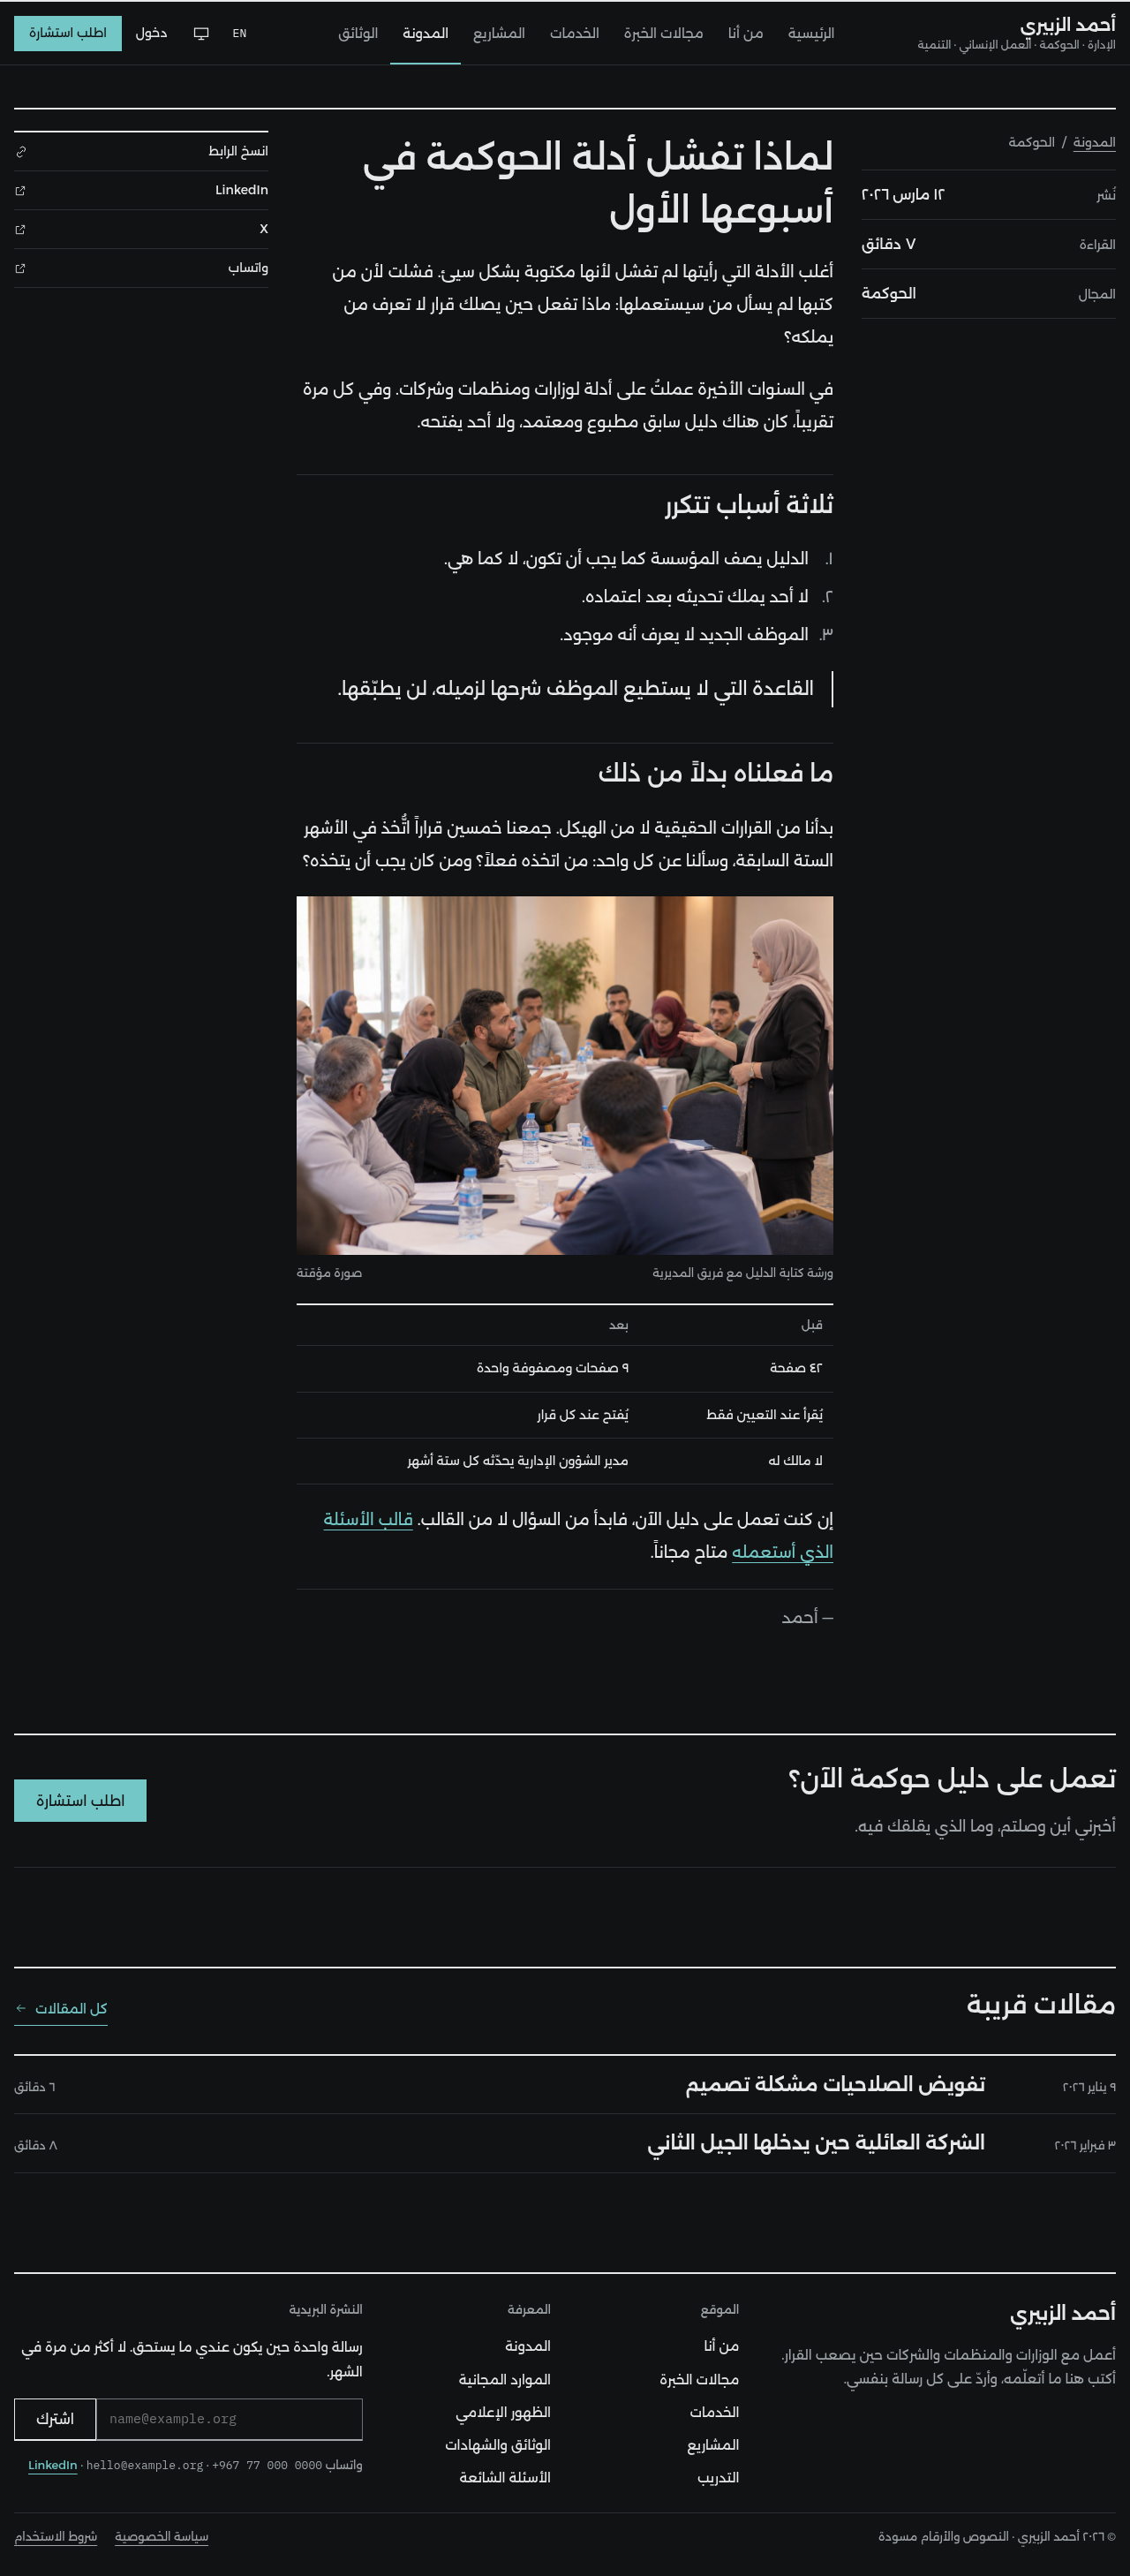 أحمد الزبيري
الإدارة · الحوكمة · العمل الإنساني · التنمية
الرئيسية
من أنا
مجالات الخبرة
الخدمات
المشاريع
المدونة
الوثائق
EN
دخول
اطلب استشارة
المدونة / الحوكمة
نُشر
١٢ مارس ٢٠٢٦
القراءة
٧ دقائق
المجال
الحوكمة
لماذا تفشل أدلة الحوكمة في
أسبوعها الأول
أغلب الأدلة التي رأيتها لم تفشل لأنها مكتوبة بشكل سيئ. فشلت لأن من
كتبها لم يسأل من سيستعملها: ماذا تفعل حين يصلك قرار لا تعرف من
يملكه؟
في السنوات الأخيرة عملتُ على أدلة لوزارات ومنظمات وشركات. وفي كل مرة
تقريباً، كان هناك دليل سابق مطبوع ومعتمد، ولا أحد يفتحه.
ثلاثة أسباب تتكرر
١. الدليل يصف المؤسسة كما يجب أن تكون، لا كما هي.
٢. لا أحد يملك تحديثه بعد اعتماده.
٣. الموظف الجديد لا يعرف أنه موجود.
القاعدة التي لا يستطيع الموظف شرحها لزميله، لن يطبّقها.
ما فعلناه بدلاً من ذلك
بدأنا من القرارات الحقيقية لا من الهيكل. جمعنا خمسين قراراً اتُّخذ في الأشهر
الستة السابقة، وسألنا عن كل واحد: من اتخذه فعلاً؟ ومن كان يجب أن يتخذه؟
ورشة كتابة الدليل مع فريق المديرية
صورة مؤقتة
قبل
بعد
٤٢ صفحة
٩ صفحات ومصفوفة واحدة
يُقرأ عند التعيين فقط
يُفتح عند كل قرار
لا مالك له
مدير الشؤون الإدارية يحدّثه كل ستة أشهر
إن كنت تعمل على دليل الآن، فابدأ من السؤال لا من القالب. قالب الأسئلة
الذي أستعمله متاح مجاناً.
— أحمد
انسخ الرابط
LinkedIn
X
واتساب
تعمل على دليل حوكمة الآن؟
أخبرني أين وصلتم، وما الذي يقلقك فيه.
اطلب استشارة
مقالات قريبة
كل المقالات ←
٩ يناير ٢٠٢٦
تفويض الصلاحيات مشكلة تصميم
٦ دقائق
٣ فبراير ٢٠٢٦
الشركة العائلية حين يدخلها الجيل الثاني
٨ دقائق
أحمد الزبيري
أعمل مع الوزارات والمنظمات والشركات حين يصعب القرار.
أكتب هنا ما أتعلّمه، وأردّ على كل رسالة بنفسي.
الموقع
من أنا
مجالات الخبرة
الخدمات
المشاريع
التدريب
المعرفة
المدونة
الموارد المجانية
الظهور الإعلامي
الوثائق والشهادات
الأسئلة الشائعة
النشرة البريدية
رسالة واحدة حين يكون عندي ما يستحق. لا أكثر من مرة في
الشهر.
name@example.org
اشترك
واتساب +967 77 000 0000 · hello@example.org · LinkedIn
© ٢٠٢٦ أحمد الزبيري · النصوص والأرقام مسودة
سياسة الخصوصية
شروط الاستخدام